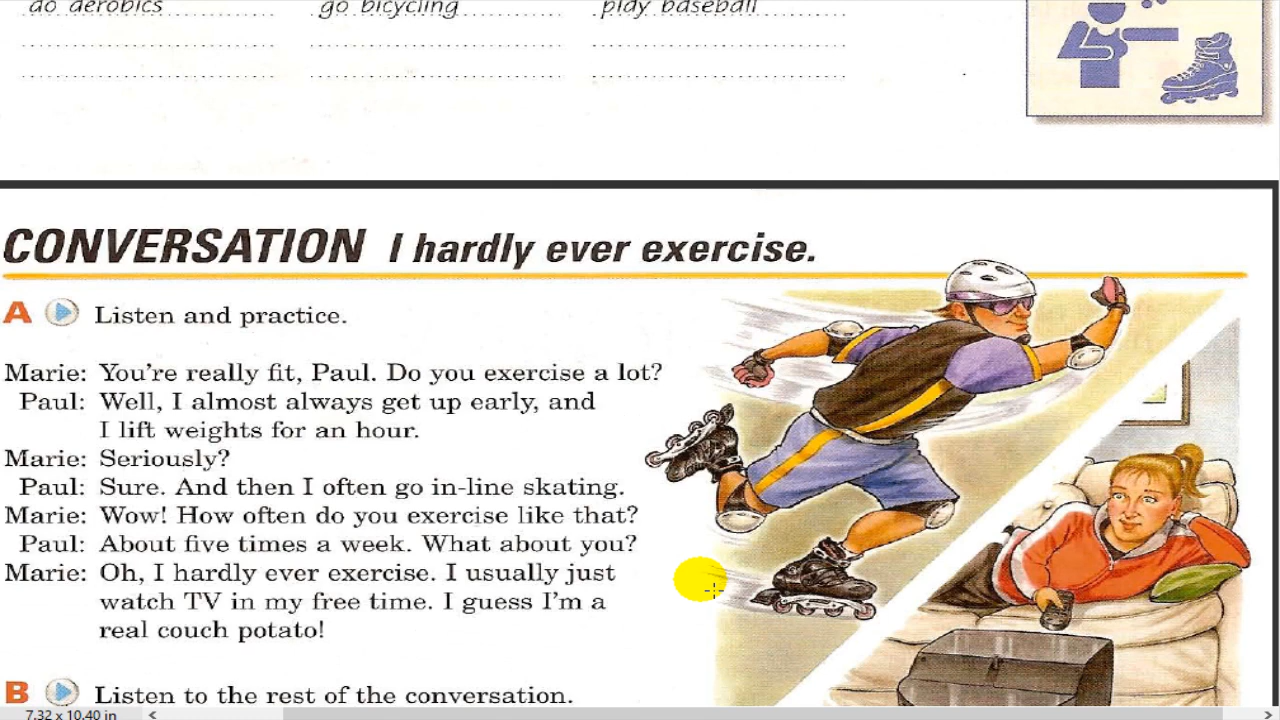 do aerobics go bicycling play baseball
CONVERSATION I hardly ever exercise.
A Listen and practice.
Marie: You're really fit, Paul. Do you exercise a lot?
Paul: Well, I almost always get up early, and
I lift weights for an hour.
Marie: Seriously?
Paul: Sure. And then I often go in-line skating.
Marie: Wow! How often do you exercise like that?
Paul: About five times a week. What about you?
Marie: Oh, I hardly ever exercise. I usually just
watch TV in my free time. I guess I'm a
real couch potato!
B Listen to the rest of the conversation.
7.32 x 10.40 in